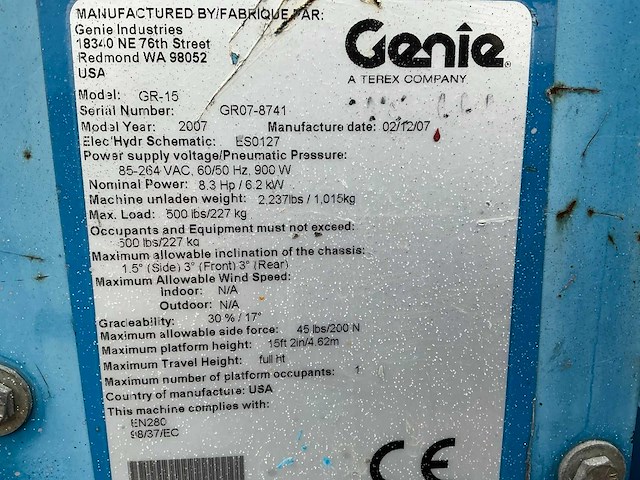 MANUFACTURED BY/FABRIQUE PAR:
Genie Industries
18340 NE 76th Street
Redmond WA 98052
USA
Genie
A TEREX COMPANY
Model: GR-15
Serial Number: GR07-8741
Model Year: 2007 Manufacture date: 02/12/07
Elec/Hydr Schematic: ES0127
Power supply voltage/Pneumatic Pressure:
85-264 VAC, 60/50 Hz, 900 W
Nominal Power: 8.3 Hp / 6.2 kW
Machine unladen weight: 2,237lbs / 1,015kg
Max. Load: 500 lbs/227 kg
Occupants and Equipment must not exceed:
500 lbs/227 kg
Maximum allowable inclination of the chassis:
1.5° (Side) 3° (Front) 3° (Rear)
Maximum Allowable Wind Speed:
Indoor: N/A
Outdoor: N/A
Gradeability: 30 % / 17°
Maximum allowable side force: 45 lbs/200 N
Maximum platform height: 15ft 2in/4.62m
Maximum Travel Height: full ht
Maximum number of platform occupants: 1
Country of manufacture: USA
This machine complies with:
EN280
98/37/EC
CE